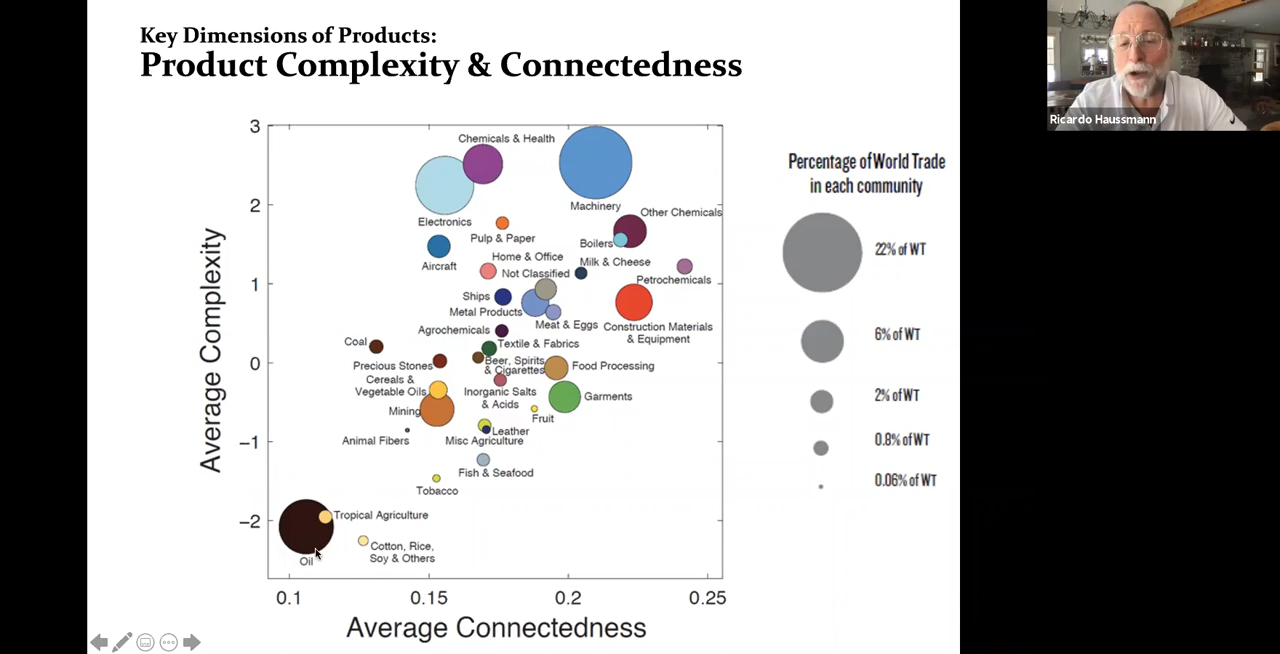 Key Dimensions of Products:
Product Complexity & Connectedness
Ricardo Haussmann
Percentage of World Trade
in each community
22% of WT
6% of WT
2% of WT
0.8% of WT
0.06% of WT
Average Complexity
3
2
1
0
−1
−2
Chemicals & Health
Electronics
Machinery
Other Chemicals
Pulp & Paper
Boilers
Aircraft
Home & Office
Milk & Cheese
Not Classified
Petrochemicals
Ships
Metal Products
Meat & Eggs
Construction Materials
& Equipment
Agrochemicals
Coal
Textile & Fabrics
Precious Stones
Beer, Spirits,
& Cigarettes
Food Processing
Cereals &
Vegetable Oils
Inorganic Salts
& Acids
Garments
Mining
Fruit
Leather
Animal Fibers
Misc Agriculture
Fish & Seafood
Tobacco
Tropical Agriculture
Cotton, Rice,
Soy & Others
Oil
0.1
0.15
0.2
0.25
Average Connectedness